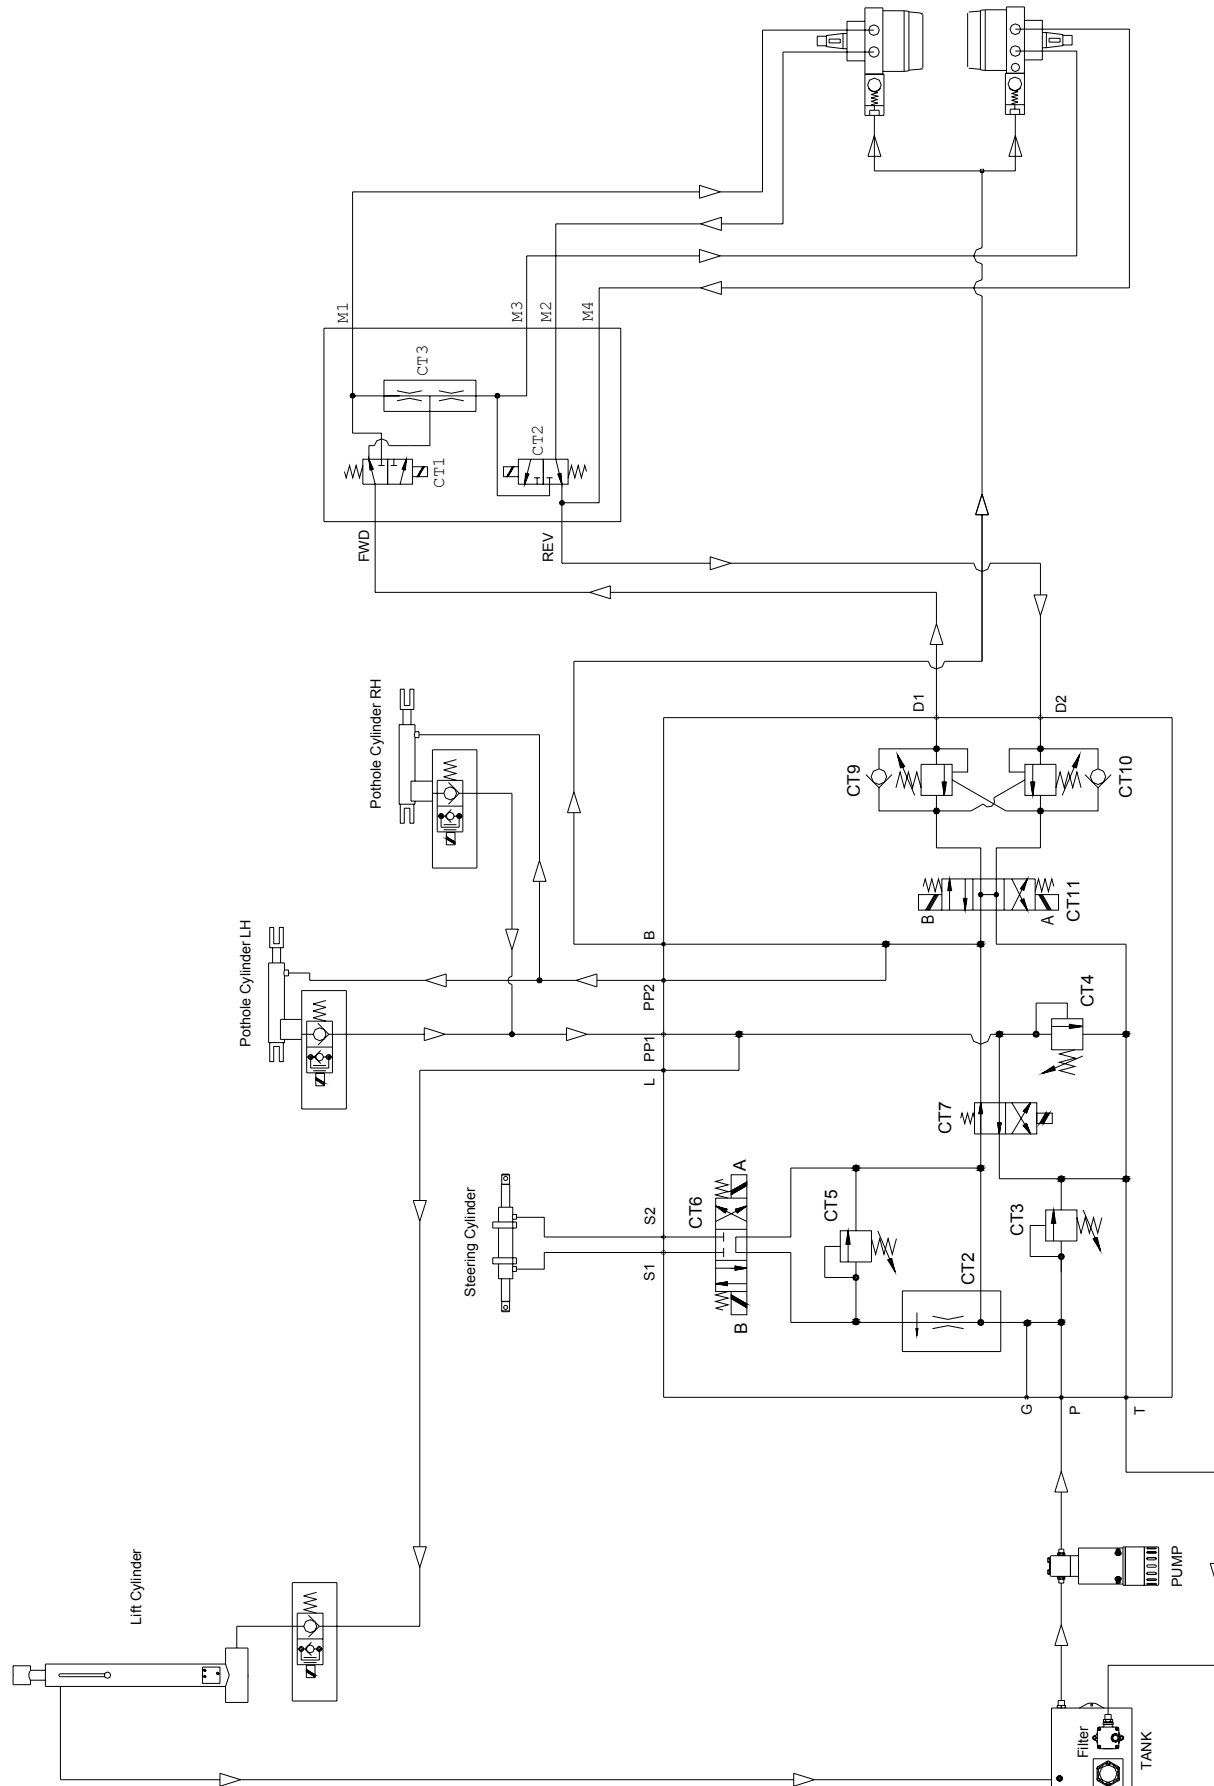 M1
M3
M2
M4
CT3
CT1
CT2
FWD
REV
Pothole Cylinder RH
D1
D2
CT9
CT10
Pothole Cylinder LH
B
A
CT11
B
PP2
PP1
L
CT4
CT7
Steering Cylinder
S2
S1
CT6
A
B
CT5
CT3
CT2
G
P
T
Lift Cylinder
PUMP
Filter
TANK